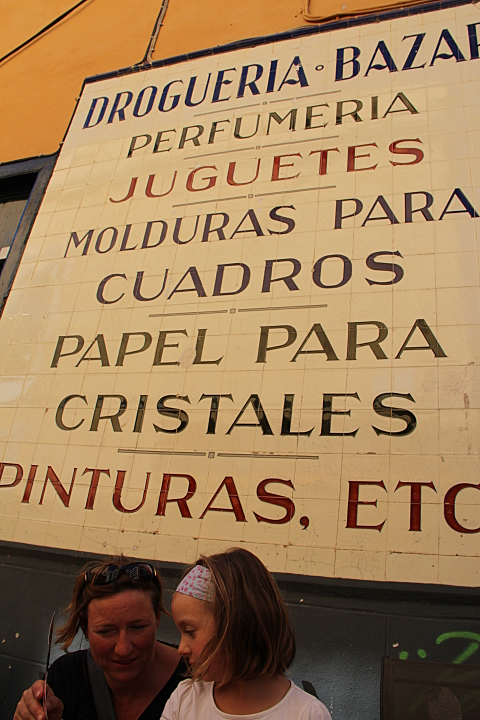 DROGUERIA · BAZAR
PERFUMERIA
JUGUETES
MOLDURAS PARA
CUADROS
PAPEL PARA
CRISTALES
PINTURAS, ETC